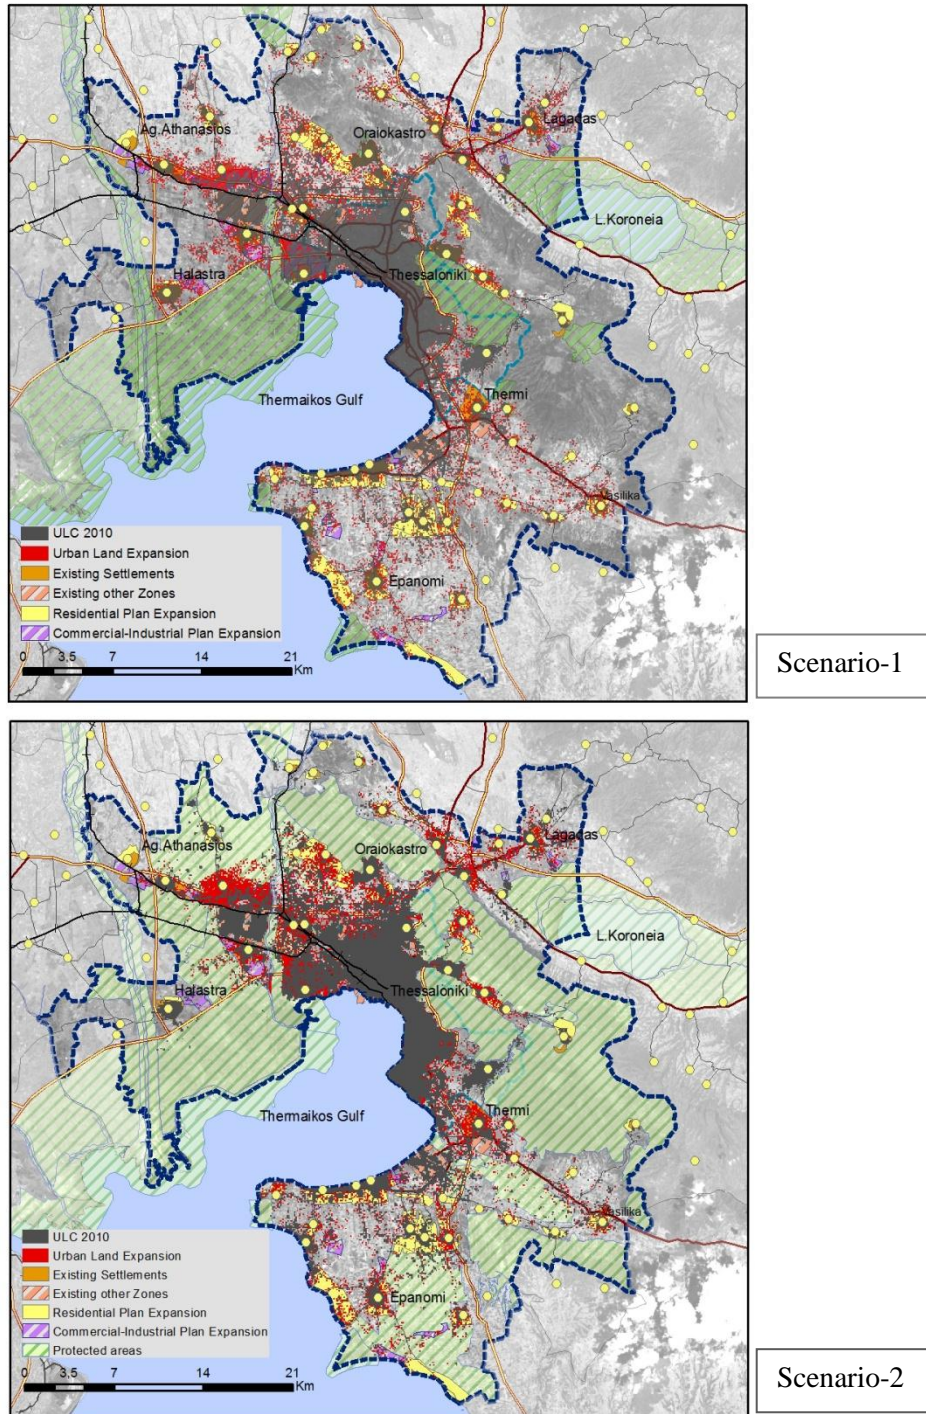 Oraiokastro
Lagadas
Ag.Athanasios
L.Koroneia
Halastra
Thessaloniki
Thermaikos Gulf
Thermi
Vasilika
Epanomi
ULC 2010
Urban Land Expansion
Existing Settlements
Existing other Zones
Residential Plan Expansion
Commercial-Industrial Plan Expansion
0 3.5 7 14 21
Km
Scenario-1
Oraiokastro
Lagadas
Ag.Athanasios
L.Koroneia
Halastra
Thessaloniki
Thermaikos Gulf
Thermi
Vasilika
Epanomi
ULC 2010
Urban Land Expansion
Existing Settlements
Existing other Zones
Residential Plan Expansion
Commercial-Industrial Plan Expansion
Protected areas
0 3.5 7 14 21
Km
Scenario-2